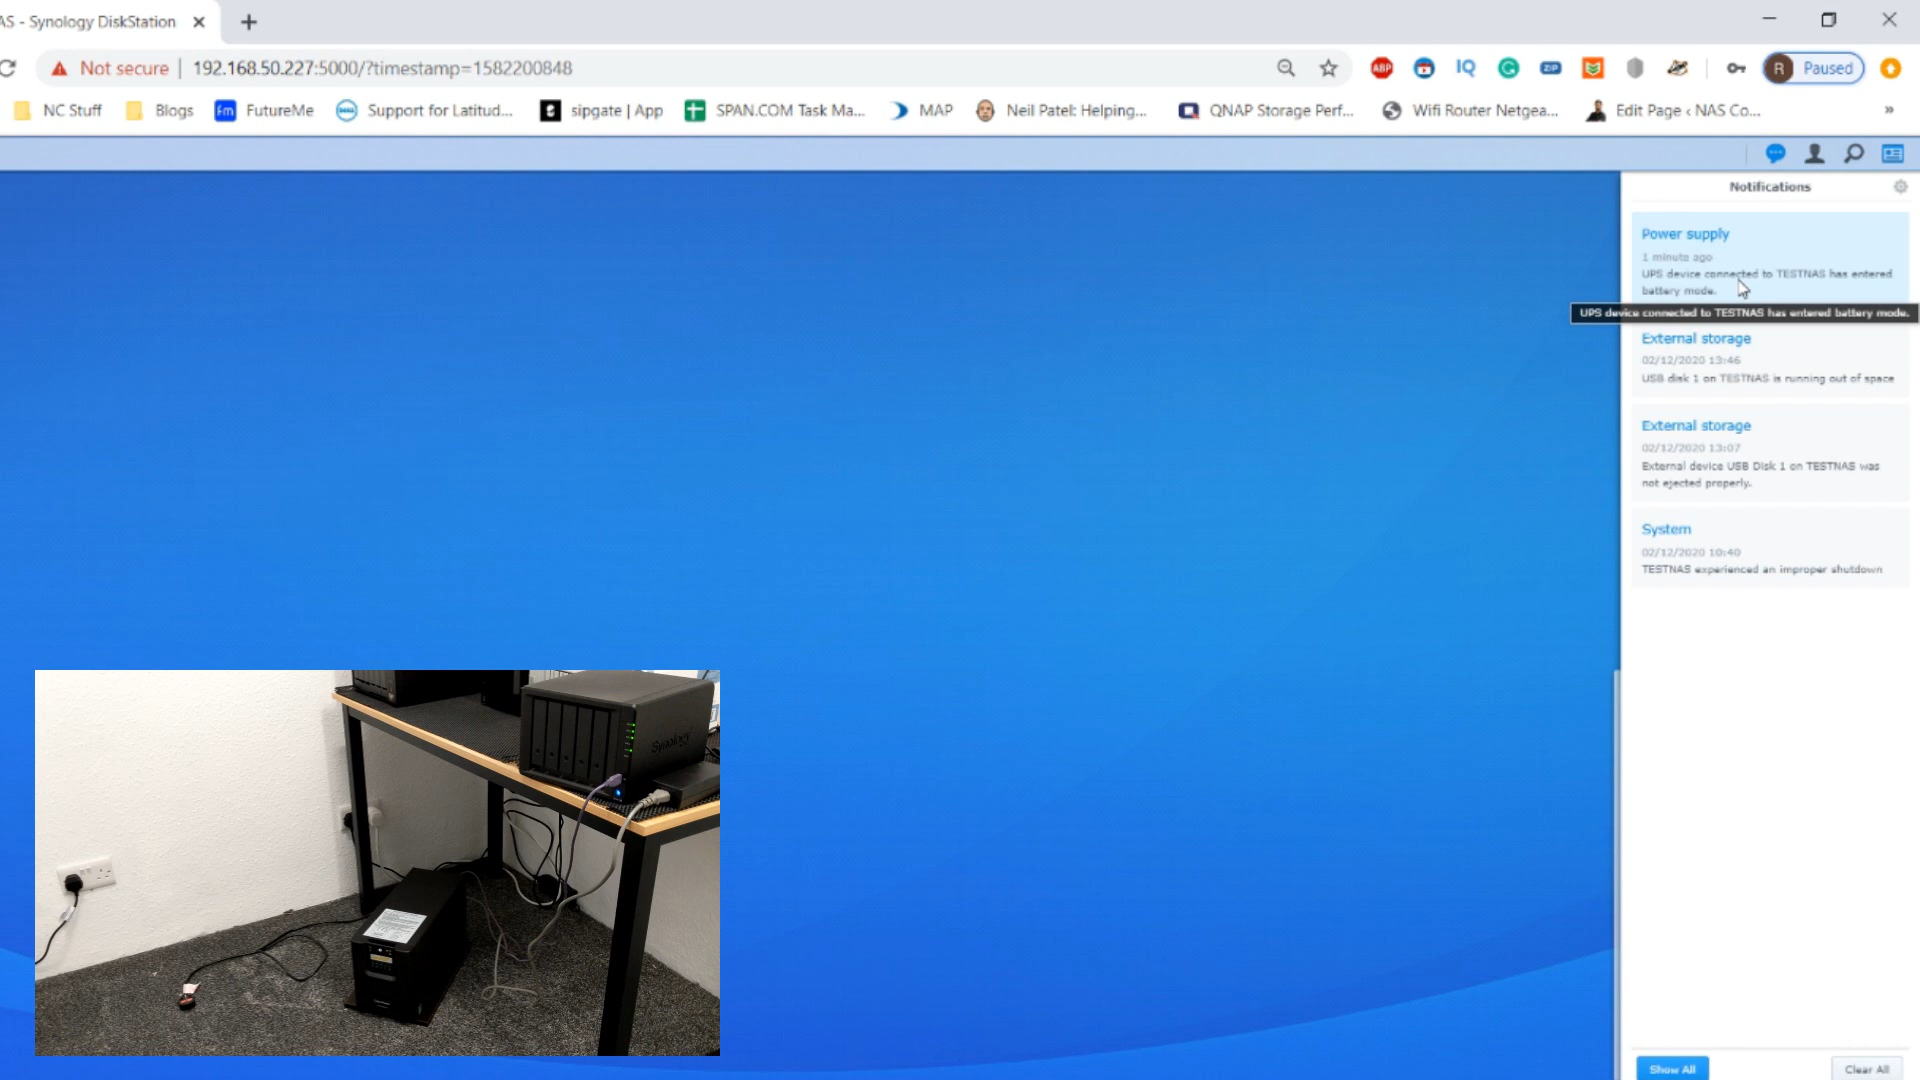 AS - Synology DiskStation
Not secure
192.168.50.227:5000/?timestamp=1582200848
ABP
IQ
ZIP
R
Paused
NC Stuff
Blogs
fm
FutureMe
DELL
Support for Latitud...
sipgate | App
SPAN.COM Task Ma...
MAP
Neil Patel: Helping...
QNAP Storage Perf...
Wifi Router Netgea...
Edit Page ‹ NAS Co...
»
Notifications
Power supply
1 minute ago
UPS device connected to TESTNAS has entered
battery mode.
UPS device connected to TESTNAS has entered battery mode.
External storage
02/12/2020 13:46
USB disk 1 on TESTNAS is running out of space
External storage
02/12/2020 13:07
External device USB Disk 1 on TESTNAS was
not ejected properly.
System
02/12/2020 10:40
TESTNAS experienced an improper shutdown
Synology
Show All
Clear All